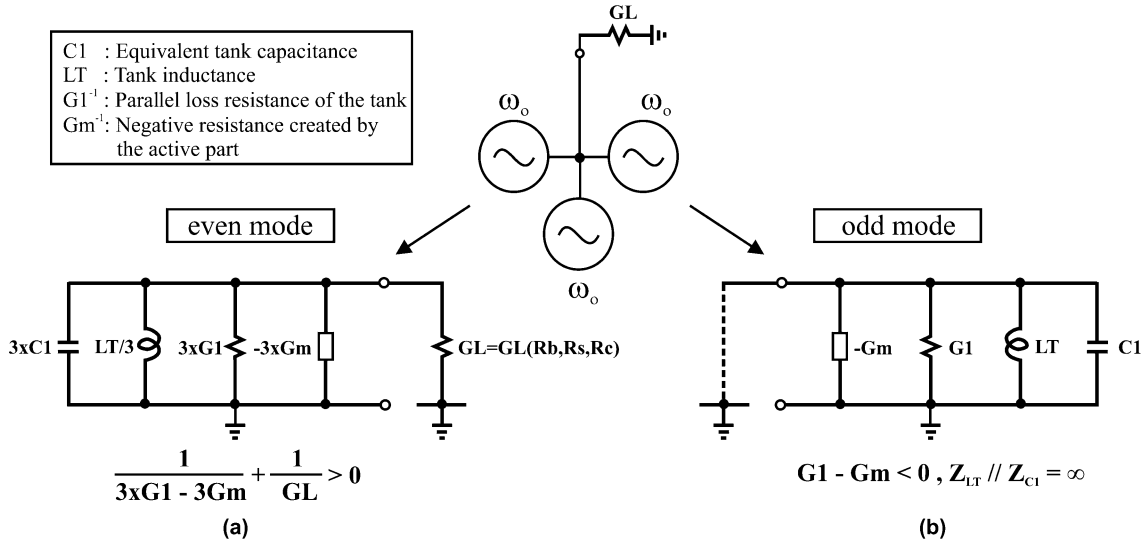 GL
C1 : Equivalent tank capacitance
LT : Tank inductance
G1⁻¹ : Parallel loss resistance of the tank
Gm⁻¹: Negative resistance created by
the active part
ωo ωo
even mode
odd mode
ωo
3xC1 LT/3 3xG1 -3xGm GL=GL(Rb,Rs,Rc)
-Gm G1 LT C1
1/(3xG1 - 3Gm) + 1/GL > 0
G1 - Gm < 0 , Z_LT // Z_C1 = ∞
(a)
(b)